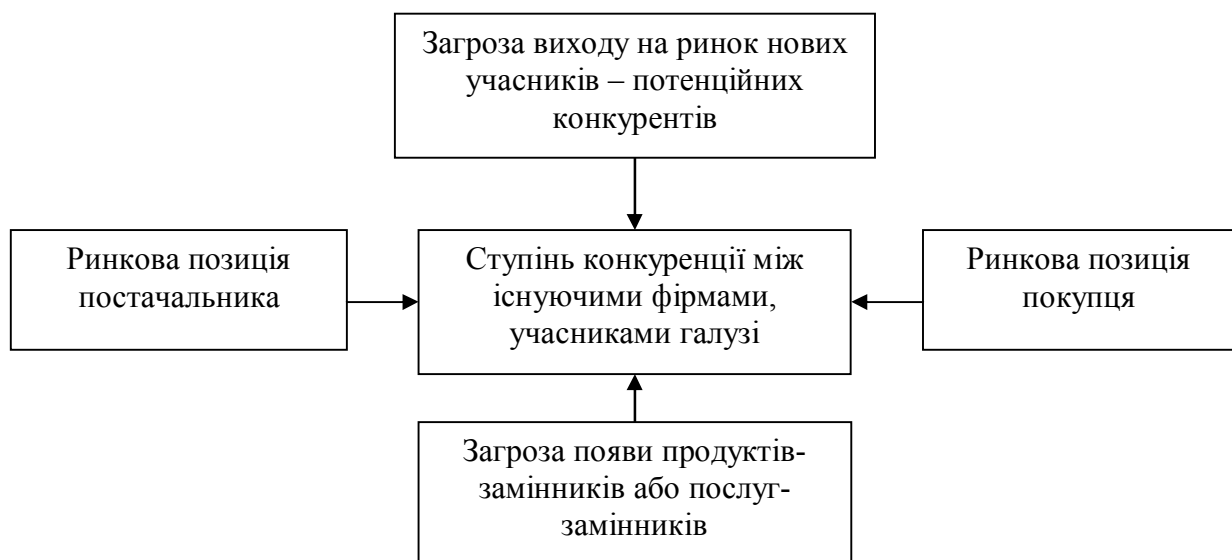 Загроза виходу на ринок нових
учасників – потенційних
конкурентів
Ринкова позиція
постачальника
Ступінь конкуренції між
існуючими фірмами,
учасниками галузі
Ринкова позиція
покупця
Загроза появи продуктів-
замінників або послуг-
замінників